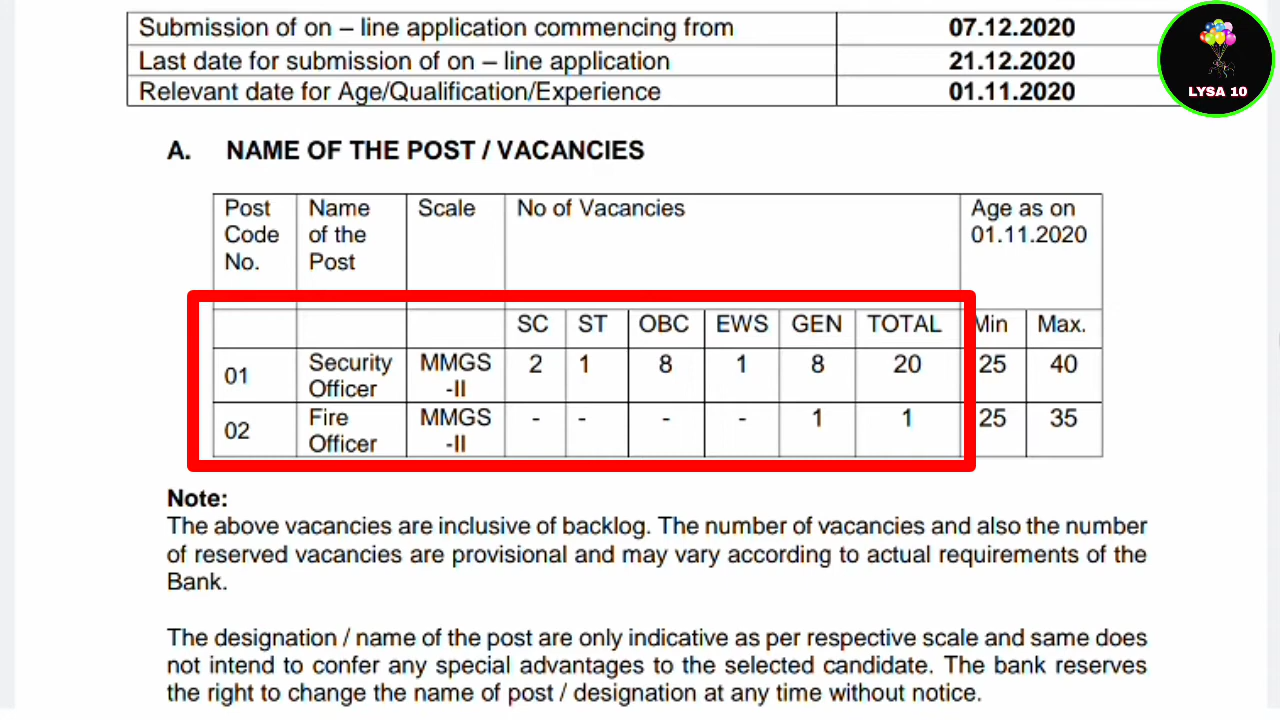 Submission of on – line application commencing from 07.12.2020
Last date for submission of on – line application 21.12.2020
Relevant date for Age/Qualification/Experience 01.11.2020
LYSA 10
A. NAME OF THE POST / VACANCIES
Post Code No. Name of the Post Scale No of Vacancies Age as on 01.11.2020
SC ST OBC EWS GEN TOTAL Min Max.
01 Security Officer MMGS -II 2 1 8 1 8 20 25 40
02 Fire Officer MMGS -II - - - - 1 1 25 35
Note:
The above vacancies are inclusive of backlog. The number of vacancies and also the number
of reserved vacancies are provisional and may vary according to actual requirements of the
Bank.
The designation / name of the post are only indicative as per respective scale and same does
not intend to confer any special advantages to the selected candidate. The bank reserves
the right to change the name of post / designation at any time without notice.